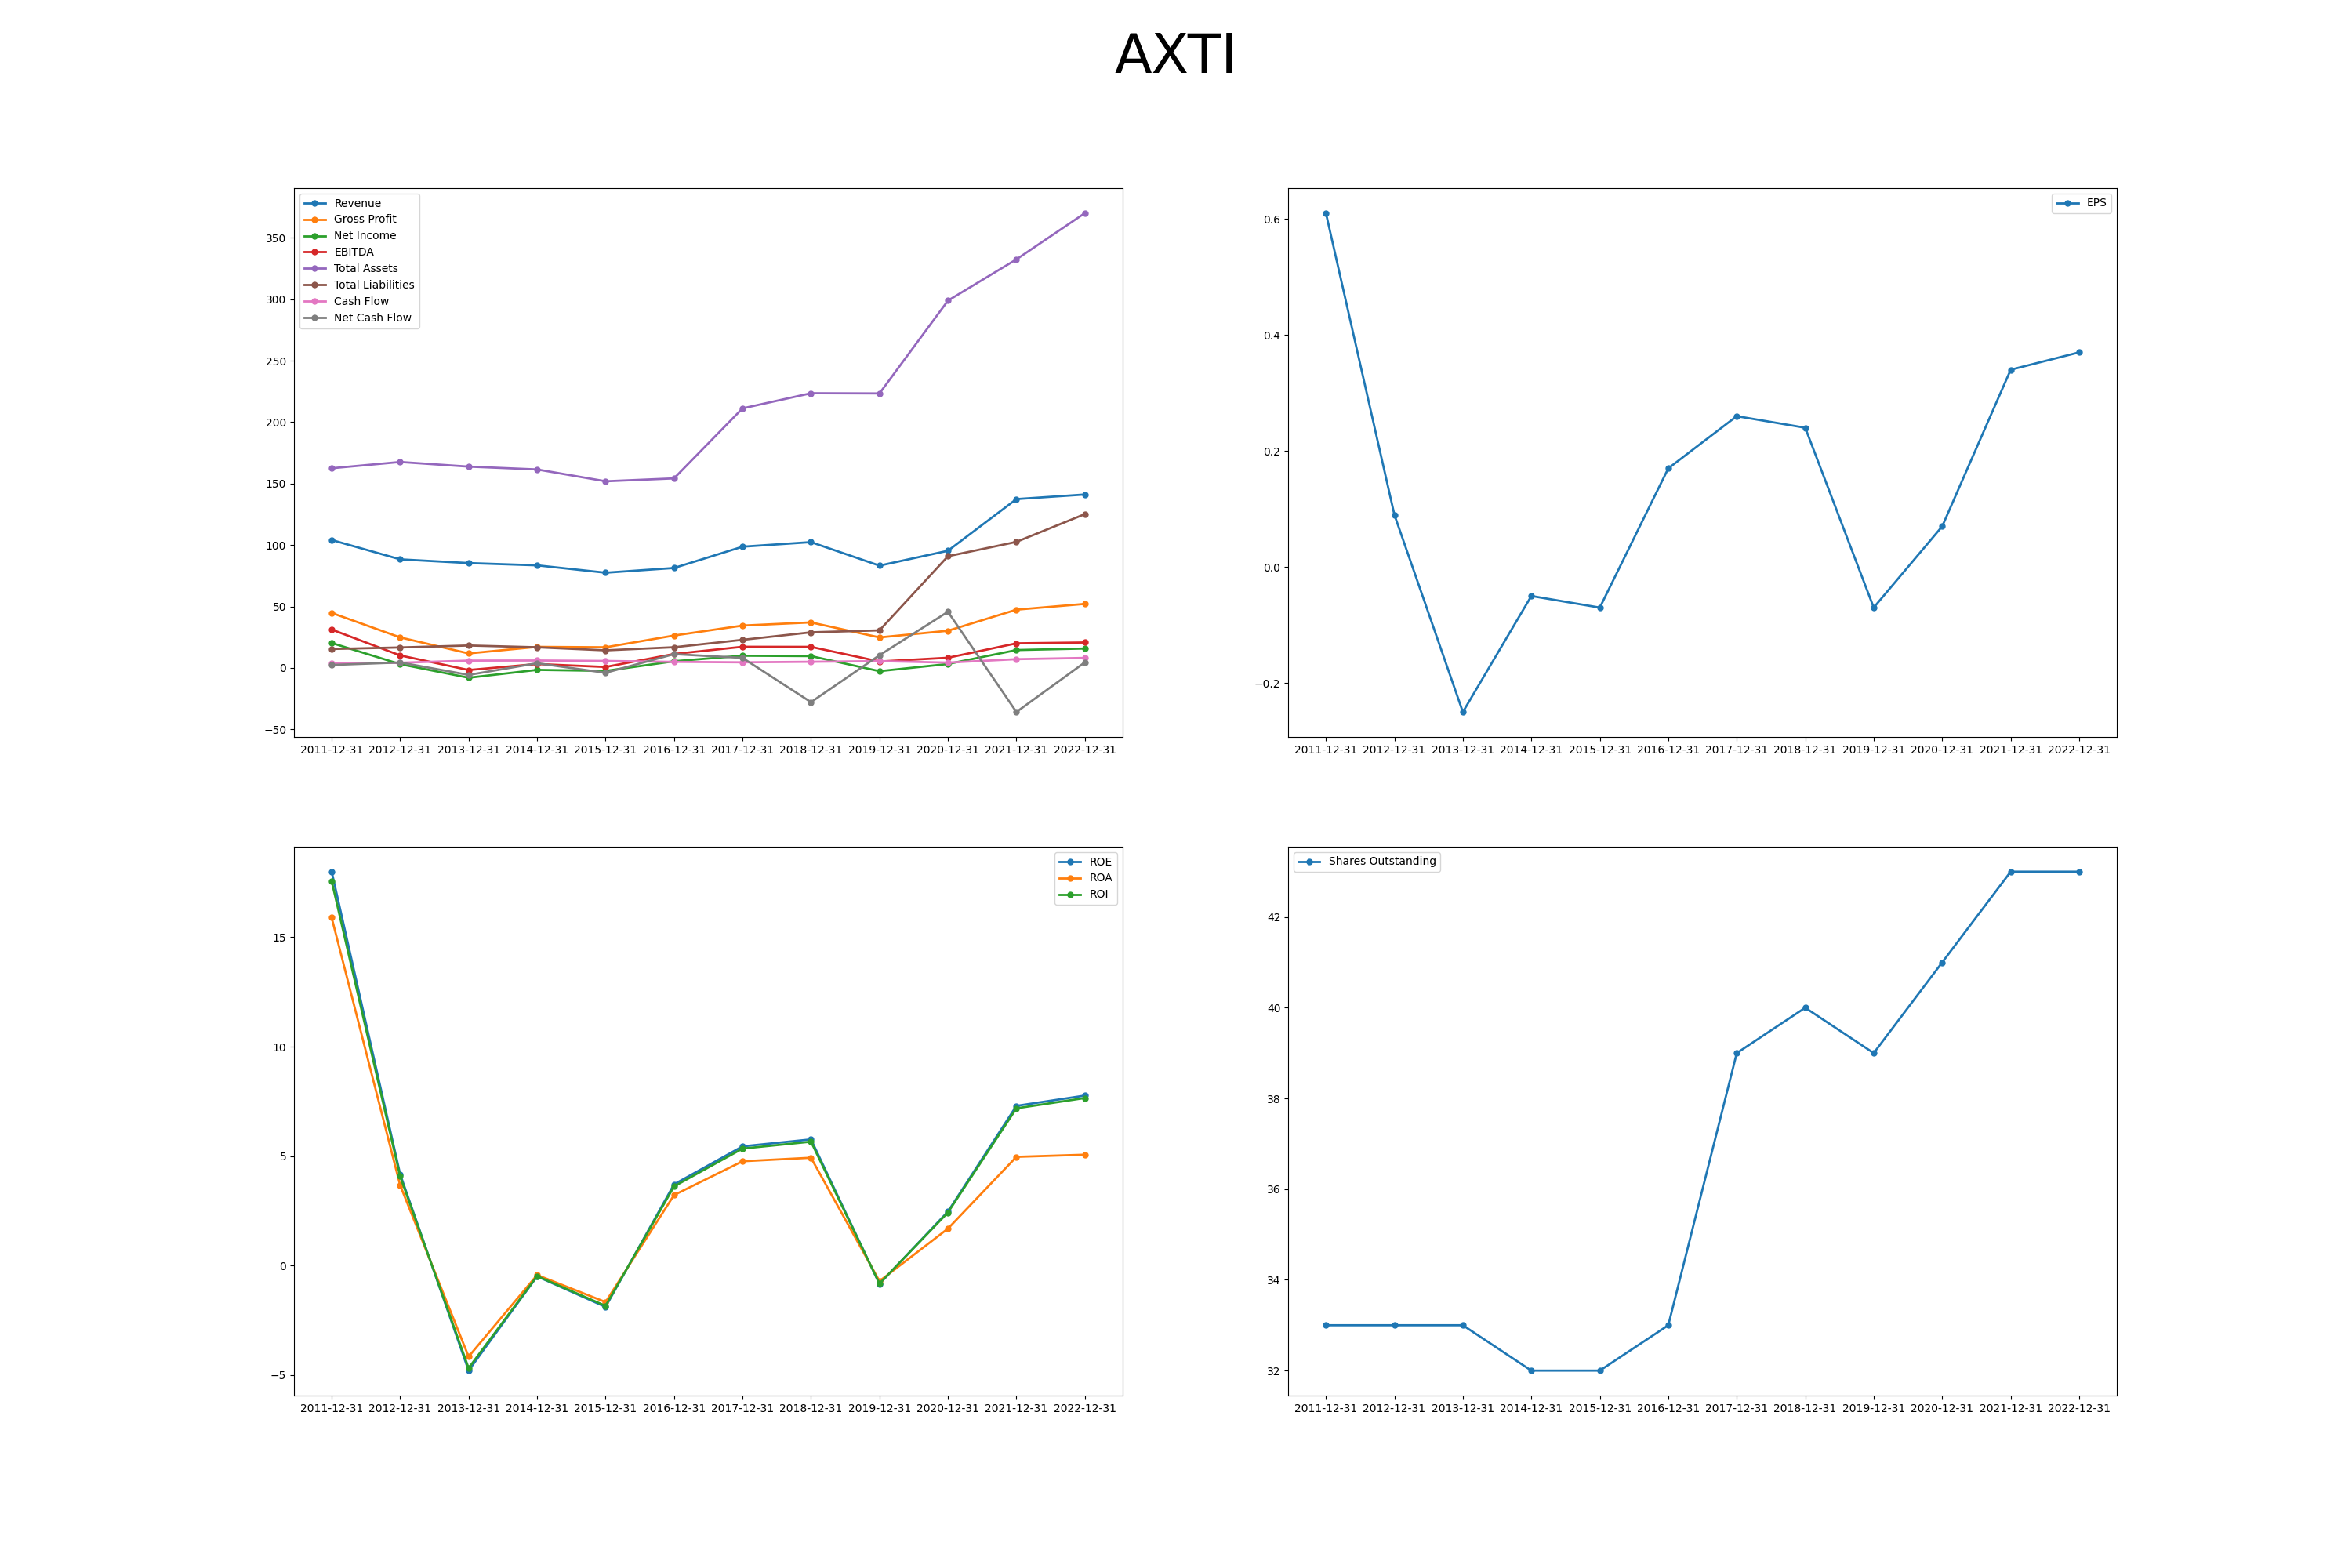 AXTI
Revenue
Gross Profit
Net Income
EBITDA
Total Assets
Total Liabilities
Cash Flow
Net Cash Flow
350
300
250
200
150
100
50
0
−50
2011-12-31 2012-12-31 2013-12-31 2014-12-31 2015-12-31 2016-12-31 2017-12-31 2018-12-31 2019-12-31 2020-12-31 2021-12-31 2022-12-31
EPS
0.6
0.4
0.2
0.0
−0.2
2011-12-31 2012-12-31 2013-12-31 2014-12-31 2015-12-31 2016-12-31 2017-12-31 2018-12-31 2019-12-31 2020-12-31 2021-12-31 2022-12-31
ROE
ROA
ROI
15
10
5
0
−5
2011-12-31 2012-12-31 2013-12-31 2014-12-31 2015-12-31 2016-12-31 2017-12-31 2018-12-31 2019-12-31 2020-12-31 2021-12-31 2022-12-31
Shares Outstanding
42
40
38
36
34
32
2011-12-31 2012-12-31 2013-12-31 2014-12-31 2015-12-31 2016-12-31 2017-12-31 2018-12-31 2019-12-31 2020-12-31 2021-12-31 2022-12-31